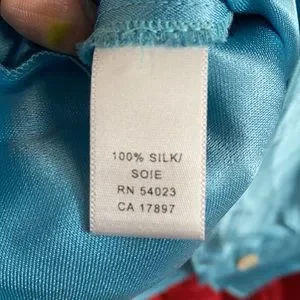 100% SILK/
SOIE
RN 54023
CA 17897